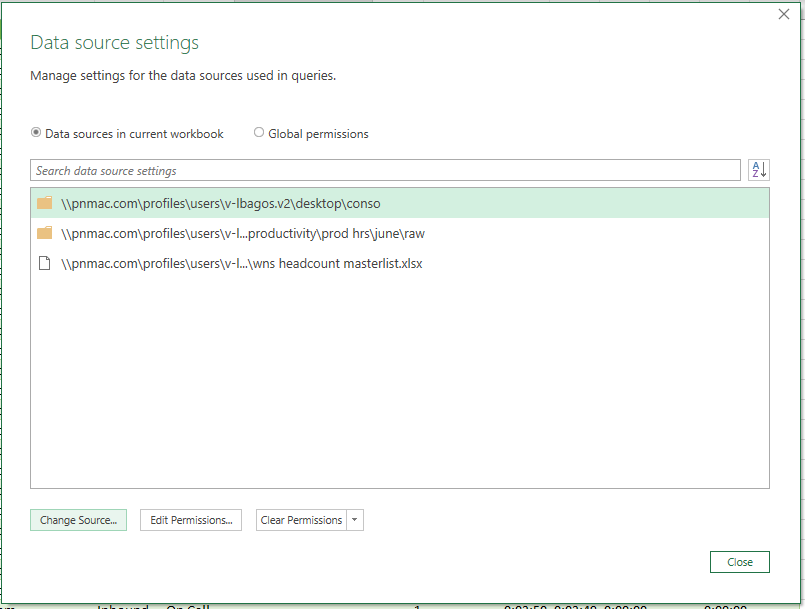 Data source settings
Manage settings for the data sources used in queries.
Data sources in current workbook Global permissions
Search data source settings
A
Z
\\pnmac.com\profiles\users\v-lbagos.v2\desktop\conso
\\pnmac.com\profiles\users\v-l...productivity\prod hrs\june\raw
\\pnmac.com\profiles\users\v-l...\wns headcount masterlist.xlsx
Change Source... Edit Permissions... Clear Permissions
Close